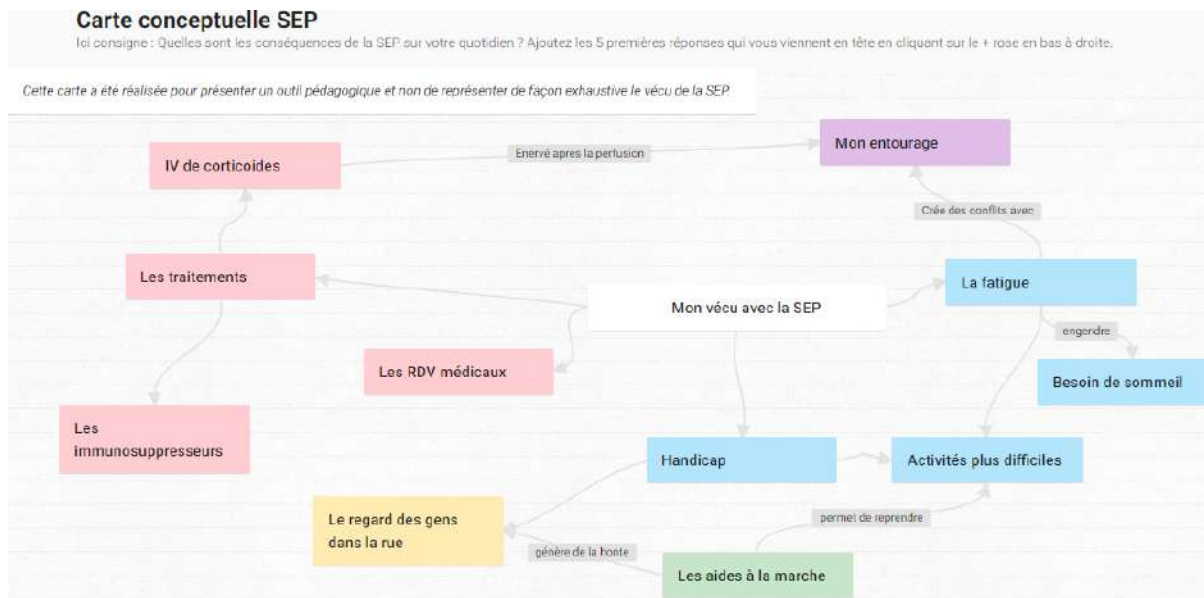 Carte conceptuelle SEP
Ici consigne : Quelles sont les conséquences de la SEP sur votre quotidien ? Ajoutez les 5 premières réponses qui vous viennent en tête en cliquant sur le + rose en bas à droite.
Cette carte a été réalisée pour présenter un outil pédagogique et non de représenter de façon exhaustive le vécu de la SEP.
Mon entourage
Enervé apres la perfusion
IV de corticoides
Crée des conflits avec
Les traitements
La fatigue
Mon vécu avec la SEP
engendre
Les RDV médicaux
Besoin de sommeil
Les
immunosuppresseurs
Handicap
Activités plus difficiles
Le regard des gens
dans la rue
permet de reprendre
génère de la honte
Les aides à la marche